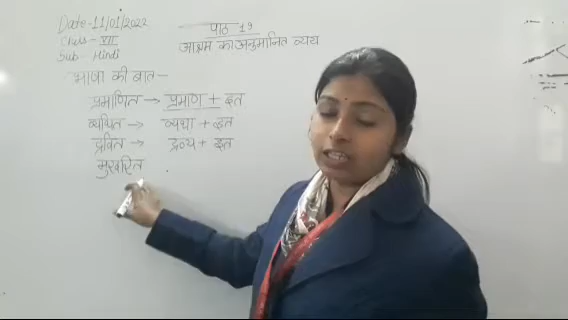 Date-11/01/2022
Class- VII
Sub- Hindi
पाठ 19
आश्रम का अनुमानित व्यय
भाषा की बात-
प्रमाणित → प्रमाण + इत
व्यथित → व्यथा + इत
द्रवित → द्रव्य + इत
मुखरित